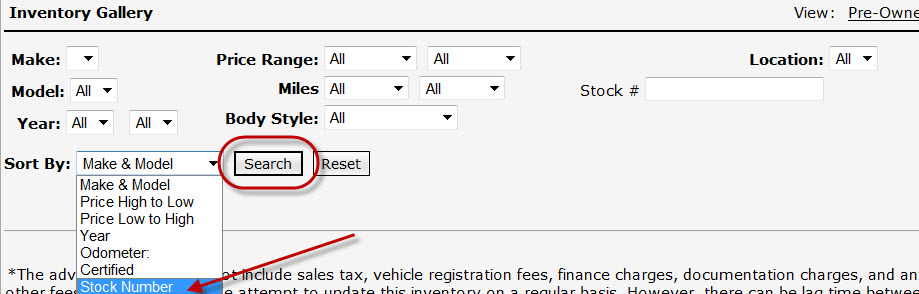 Inventory Gallery View: Pre-Owne
Make: Price Range: All All Location: All
Model: All Miles All All Stock #
Year: All All Body Style: All
Sort By: Make & Model Search Reset
Make & Model
Price High to Low
Price Low to High
Year
Odometer:
Certified
*The adv ot include sales tax, vehicle registration fees, finance charges, documentation charges, and an
Stock Number
other fees e attempt to update this inventory on a regular basis. However, there can be lag time betwee